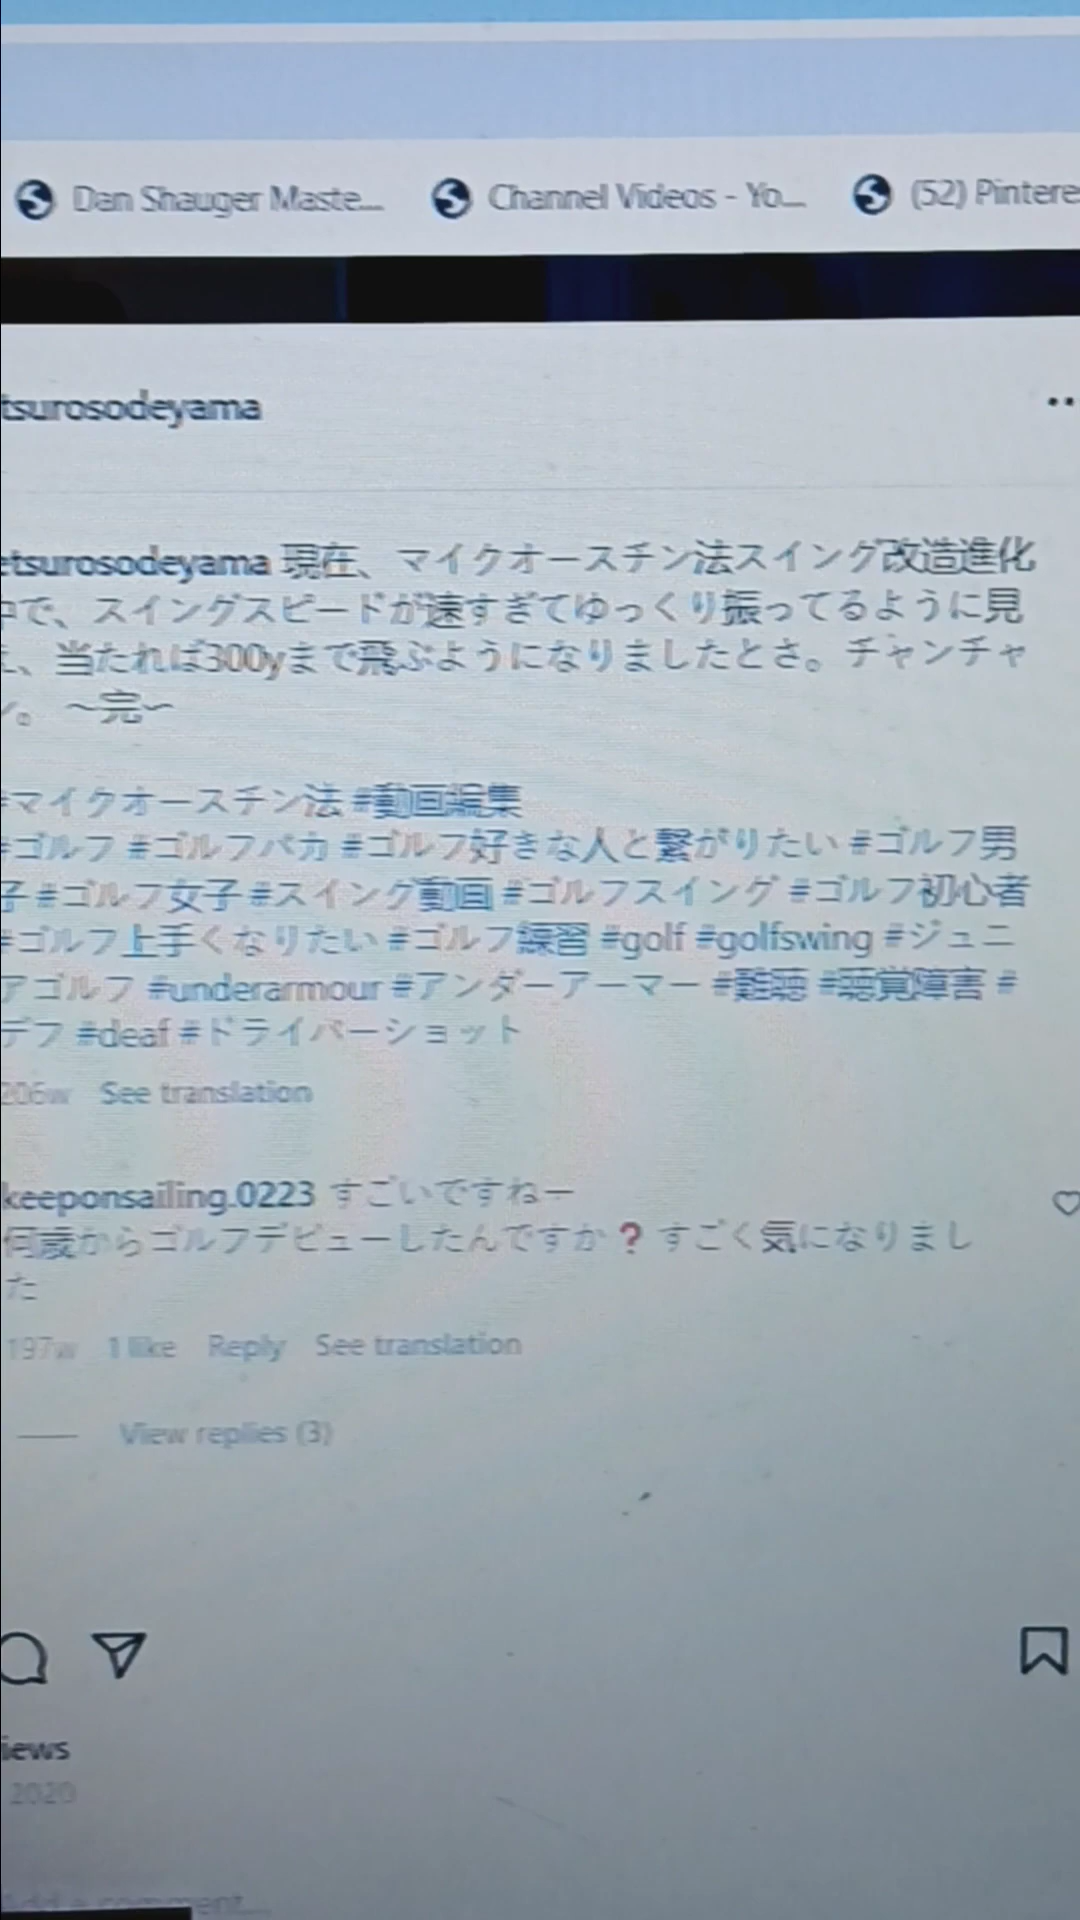 Dan Shauger Maste... Channel Videos - Yo... (52) Pintere
tsurosodeyama
etsurosodeyama 現在、マイクオースチン法スイング改造進化
中で、スイングスピードが速すぎてゆっくり振ってるように見
え、当たれば300yまで飛ぶようになりましたとさ。チャンチャ
ン。 〜完〜
#マイクオースチン法 #動画編集
#ゴルフ #ゴルフバカ #ゴルフ好きな人と繋がりたい #ゴルフ男
子 #ゴルフ女子 #スイング動画 #ゴルフスイング #ゴルフ初心者
#ゴルフ上手くなりたい #ゴルフ練習 #golf #golfswing #ジュニ
アゴルフ #underarmour #アンダーアーマー #難聴 #聴覚障害 #
デフ #deaf #ドライバーショット
206w See translation
keeponsailing.0223 すごいですねー
何歳からゴルフデビューしたんですか❓ すごく気になりまし
た
197w 1 like Reply See translation
View replies (3)
iews
2020
Add a comment...